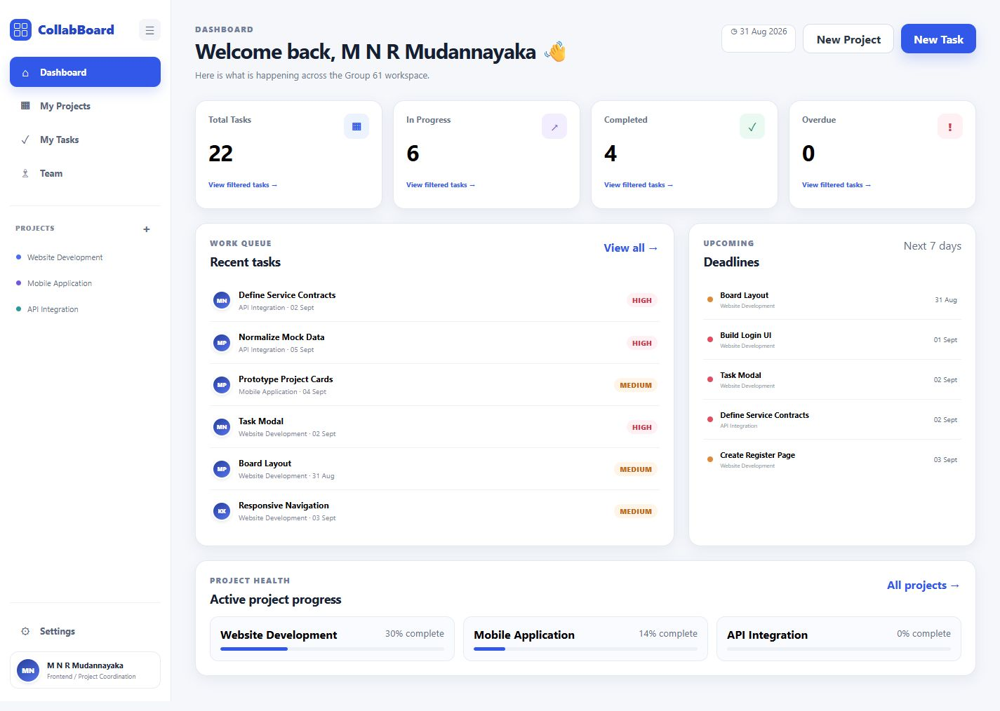 CollabBoard
Dashboard
My Projects
My Tasks
Team
PROJECTS +
Website Development
Mobile Application
API Integration
Settings
MN
M N R Mudannayaka
Frontend / Project Coordination
DASHBOARD
Welcome back, M N R Mudannayaka 👋
Here is what is happening across the Group 61 workspace.
31 Aug 2026
New Project
New Task
Total Tasks
22
View filtered tasks →
In Progress
6
View filtered tasks →
Completed
4
View filtered tasks →
Overdue
0
View filtered tasks →
WORK QUEUE
Recent tasks
View all →
MN
Define Service Contracts
API Integration · 02 Sept
HIGH
MP
Normalize Mock Data
API Integration · 05 Sept
HIGH
MP
Prototype Project Cards
Mobile Application · 04 Sept
MEDIUM
MN
Task Modal
Website Development · 02 Sept
HIGH
MP
Board Layout
Website Development · 31 Aug
MEDIUM
KK
Responsive Navigation
Website Development · 03 Sept
MEDIUM
UPCOMING
Deadlines
Next 7 days
Board Layout
Website Development
31 Aug
Build Login UI
Website Development
01 Sept
Task Modal
Website Development
02 Sept
Define Service Contracts
API Integration
02 Sept
Create Register Page
Website Development
03 Sept
PROJECT HEALTH
Active project progress
All projects →
Website Development 30% complete
Mobile Application 14% complete
API Integration 0% complete